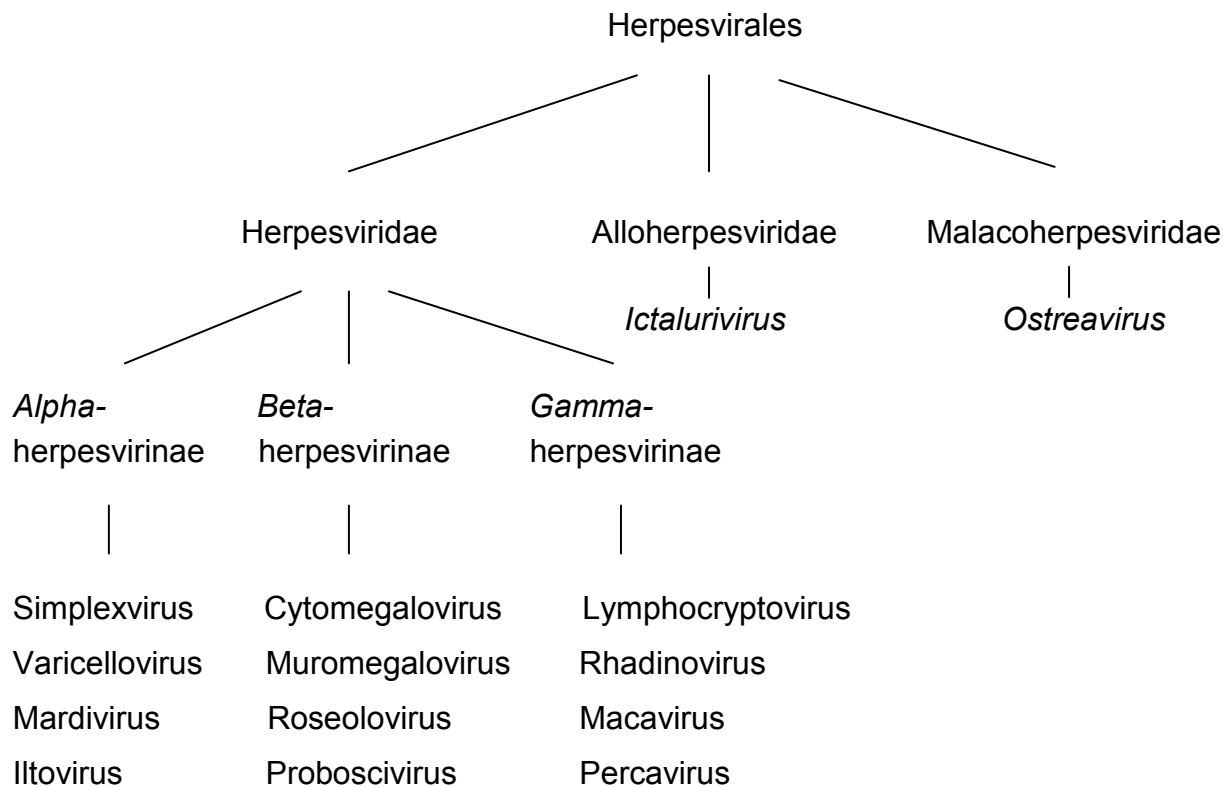 Herpesvirales
Herpesviridae Alloherpesviridae Malacoherpesviridae
Ictalurivirus Ostreavirus
Alpha- Beta- Gamma-
herpesvirinae herpesvirinae herpesvirinae
Simplexvirus Cytomegalovirus Lymphocryptovirus
Varicellovirus Muromegalovirus Rhadinovirus
Mardivirus Roseolovirus Macavirus
Iltovirus Proboscivirus Percavirus